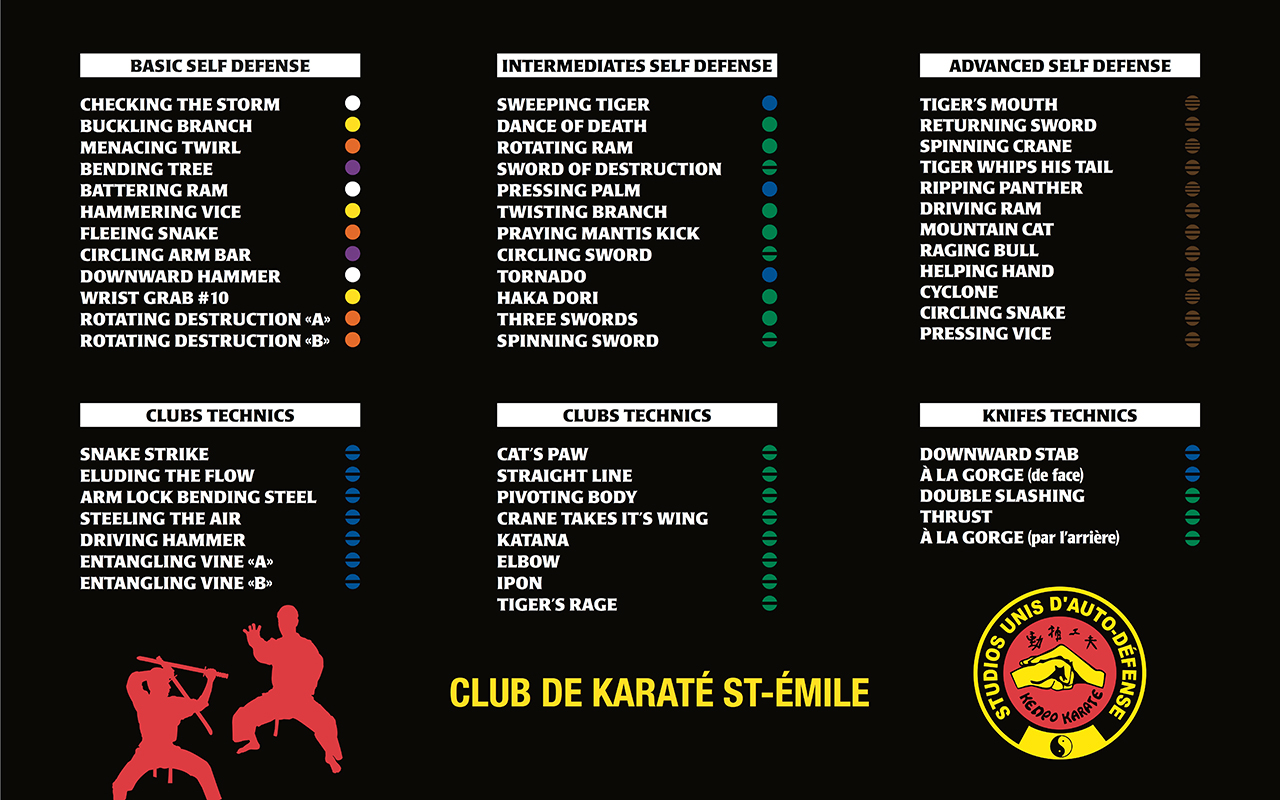 BASIC SELF DEFENSE
CHECKING THE STORM
BUCKLING BRANCH
MENACING TWIRL
BENDING TREE
BATTERING RAM
HAMMERING VICE
FLEEING SNAKE
CIRCLING ARM BAR
DOWNWARD HAMMER
WRIST GRAB #10
ROTATING DESTRUCTION «A»
ROTATING DESTRUCTION «B»
INTERMEDIATES SELF DEFENSE
SWEEPING TIGER
DANCE OF DEATH
ROTATING RAM
SWORD OF DESTRUCTION
PRESSING PALM
TWISTING BRANCH
PRAYING MANTIS KICK
CIRCLING SWORD
TORNADO
HAKA DORI
THREE SWORDS
SPINNING SWORD
ADVANCED SELF DEFENSE
TIGER'S MOUTH
RETURNING SWORD
SPINNING CRANE
TIGER WHIPS HIS TAIL
RIPPING PANTHER
DRIVING RAM
MOUNTAIN CAT
RAGING BULL
HELPING HAND
CYCLONE
CIRCLING SNAKE
PRESSING VICE
CLUBS TECHNICS
SNAKE STRIKE
ELUDING THE FLOW
ARM LOCK BENDING STEEL
STEELING THE AIR
DRIVING HAMMER
ENTANGLING VINE «A»
ENTANGLING VINE «B»
CLUBS TECHNICS
CAT'S PAW
STRAIGHT LINE
PIVOTING BODY
CRANE TAKES IT'S WING
KATANA
ELBOW
IPON
TIGER'S RAGE
KNIFES TECHNICS
DOWNWARD STAB
À LA GORGE (de face)
DOUBLE SLASHING
THRUST
À LA GORGE (par l'arrière)
CLUB DE KARATÉ ST-ÉMILE
STUDIOS UNIS D'AUTO-DÉFENSE
KENPO KARATE